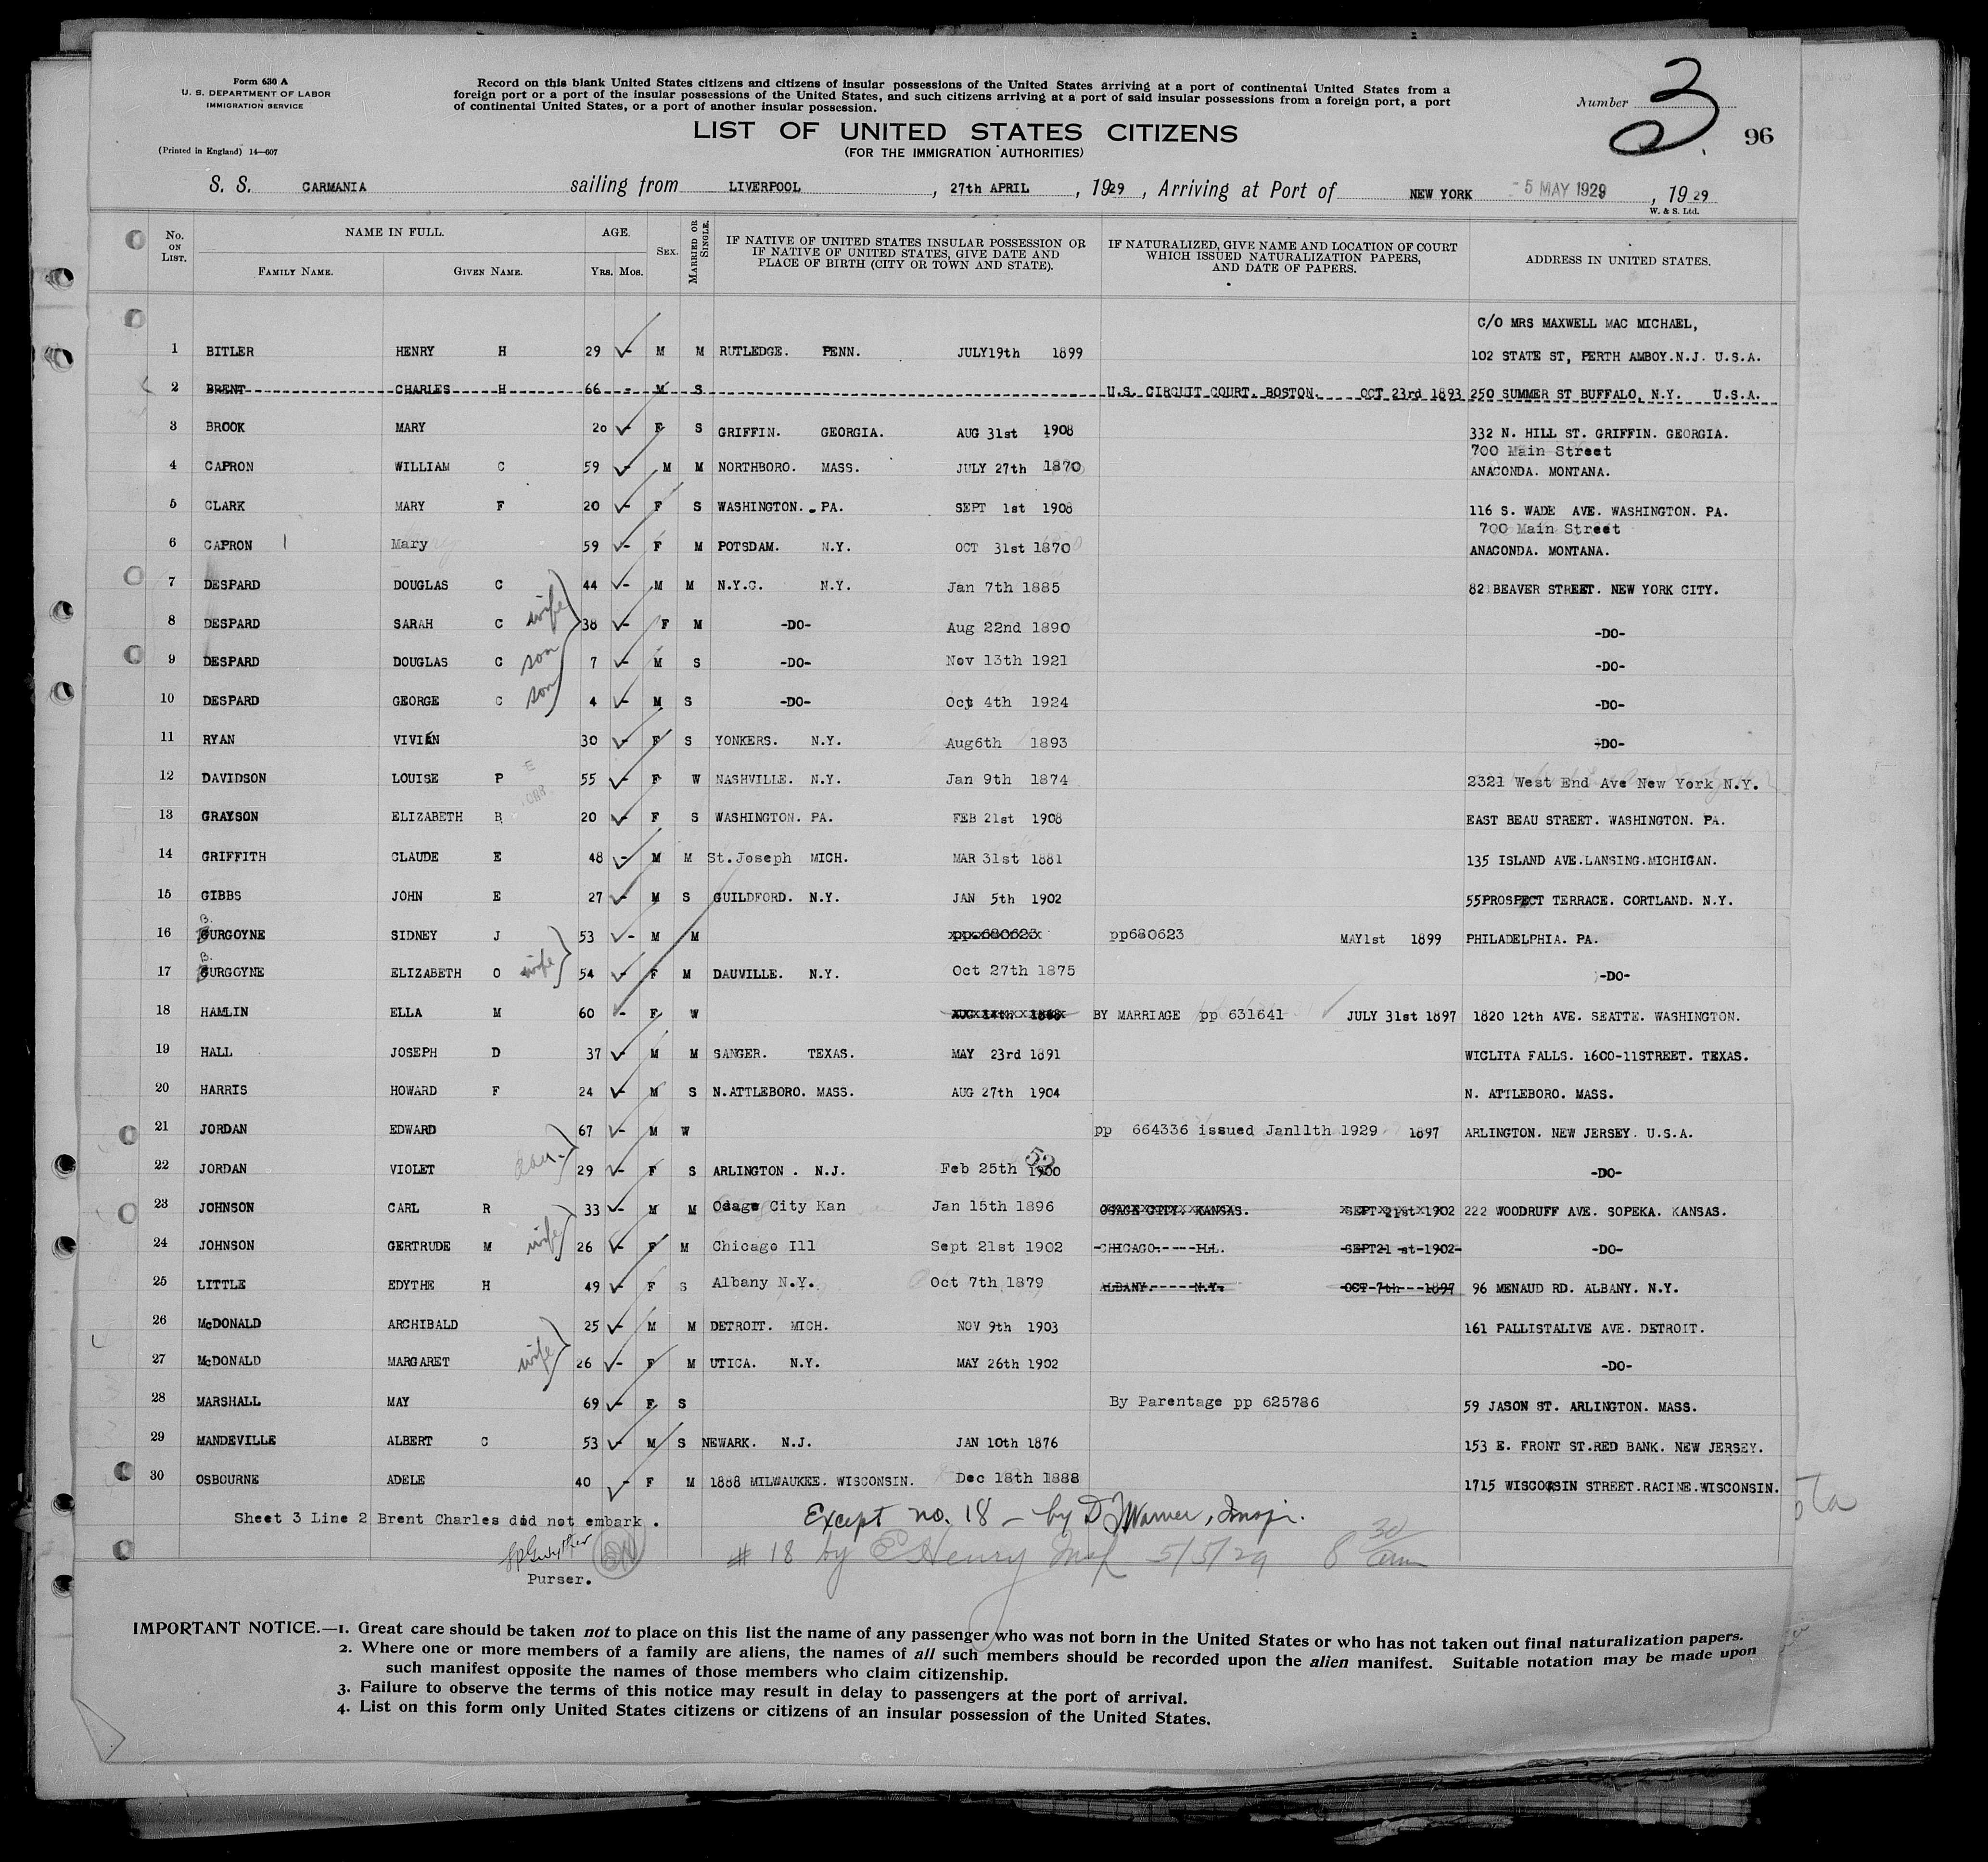 Form 630 A
U. S. DEPARTMENT OF LABOR
IMMIGRATION SERVICE
(Printed in England) 14—607
Record on this blank United States citizens and citizens of insular possessions of the United States arriving at a port of continental United States from a
foreign port or a port of the insular possessions of the United States, and such citizens arriving at a port of said insular possessions from a foreign port, a port
of continental United States, or a port of another insular possession.
Number 3
96
LIST OF UNITED STATES CITIZENS
(FOR THE IMMIGRATION AUTHORITIES)
S. S. CARMANIA sailing from LIVERPOOL, 27th APRIL, 1929, Arriving at Port of NEW YORK 5 MAY 1929, 1929
W. & S. Ltd.
No. ON LIST. NAME IN FULL. FAMILY NAME. GIVEN NAME. AGE. YRS. MOS. SEX. MARRIED OR SINGLE. IF NATIVE OF UNITED STATES INSULAR POSSESSION OR IF NATIVE OF UNITED STATES, GIVE DATE AND PLACE OF BIRTH (CITY OR TOWN AND STATE). IF NATURALIZED, GIVE NAME AND LOCATION OF COURT WHICH ISSUED NATURALIZATION PAPERS, AND DATE OF PAPERS. ADDRESS IN UNITED STATES.
C/O MRS MAXWELL MAC MICHAEL,
1 BITLER HENRY H 29 M M RUTLEDGE. PENN. JULY19th 1899 102 STATE ST, PERTH AMBOY.N.J. U.S.A.
2 BRENT CHARLES H 66 M S U.S. CIRCUIT COURT. BOSTON. OCT 23rd 1893 250 SUMMER ST BUFFALO, N.Y. U.S.A.
3 BROOK MARY 20 F S GRIFFIN. GEORGIA. AUG 31st 1908 332 N. HILL ST. GRIFFIN. GEORGIA.
700 Main Street
4 CAPRON WILLIAM C 59 M M NORTHBORO. MASS. JULY 27th 1870 ANACONDA. MONTANA.
5 CLARK MARY F 20 F S WASHINGTON. PA. SEPT 1st 1908 116 S. WADE AVE. WASHINGTON. PA.
700 Main Street
6 CAPRON Mary 59 F M POTSDAM. N.Y. OCT 31st 1870 ANACONDA. MONTANA.
7 DESPARD DOUGLAS C 44 M M N.Y.C. N.Y. Jan 7th 1885 82 BEAVER STREET. NEW YORK CITY.
8 DESPARD SARAH C wife 38 F M -DO- Aug 22nd 1890 -DO-
9 DESPARD DOUGLAS C son 7 M S -DO- Nov 13th 1921 -DO-
10 DESPARD GEORGE C son 4 M S -DO- Oct 4th 1924 -DO-
11 RYAN VIVIAN 30 F S YONKERS. N.Y. Aug6th 1893 -DO-
12 DAVIDSON LOUISE P 55 F W NASHVILLE. N.Y. Jan 9th 1874 2321 West End Ave New York N.Y.
13 GRAYSON ELIZABETH B 20 F S WASHINGTON. PA. FEB 21st 1908 EAST BEAU STREET. WASHINGTON. PA.
14 GRIFFITH CLAUDE E 48 M M St.Joseph MICH. MAR 31st 1881 135 ISLAND AVE.LANSING.MICHIGAN.
15 GIBBS JOHN E 27 M S GUILDFORD. N.Y. JAN 5th 1902 55PROSPECT TERRACE. CORTLAND. N.Y.
16 BURGOYNE SIDNEY J 53 M M pp 680623 pp680623 MAY1st 1899 PHILADELPHIA. PA.
17 BURGOYNE ELIZABETH O wife 54 F M DAUVILLE. N.Y. Oct 27th 1875 -DO-
18 HAMLIN ELLA M 60 F W AUG 14th 1868 BY MARRIAGE pp 631641 JULY 31st 1897 1820 12th AVE. SEATTE. WASHINGTON.
19 HALL JOSEPH D 37 M M SANGER. TEXAS. MAY 23rd 1891 WICLITA FALLS. 1600-11STREET. TEXAS.
20 HARRIS HOWARD F 24 M S N.ATTLEBORO. MASS. AUG 27th 1904 N. ATTLEBORO. MASS.
21 JORDAN EDWARD 67 M W pp 664336 issued Jan11th 1929 1897 ARLINGTON. NEW JERSEY. U.S.A.
22 JORDAN VIOLET dau. 29 F S ARLINGTON . N.J. Feb 25th 1900 -DO-
23 JOHNSON CARL R 33 M M Osage City Kan Jan 15th 1896 OSAGE CITY. KANSAS. SEPT 21st 1902 222 WOODRUFF AVE. SOPEKA. KANSAS.
24 JOHNSON GERTRUDE M wife 26 F M Chicago Ill Sept 21st 1902 CHICAGO. ILL. SEPT21 st-1902 -DO-
25 LITTLE EDYTHE H 49 F S Albany N.Y. Oct 7th 1879 ALBANY. N.Y. OCT 7th 1897 96 MENAUD RD. ALBANY. N.Y.
26 McDONALD ARCHIBALD 25 M M DETROIT. MICH. NOV 9th 1903 161 PALLISTALIVE AVE. DETROIT.
27 McDONALD MARGARET wife 26 F M UTICA. N.Y. MAY 26th 1902 -DO-
28 MARSHALL MAY 69 F S By Parentage pp 625786 59 JASON ST. ARLINGTON. MASS.
29 MANDEVILLE ALBERT C 53 M S NEWARK. N.J. JAN 10th 1876 153 E. FRONT ST.RED BANK. NEW JERSEY.
30 OSBOURNE ADELE 40 F M 1888 MILWAUKEE. WISCONSIN. Dec 18th 1888 1715 WISCONSIN STREET.RACINE.WISCONSIN.
Sheet 3 Line 2 Brent Charles did not embark .
Except no. 18 — by D J Warner, Inspr.
# 18 by E Henry Insp 5/5/29 8 30 am
Purser.
IMPORTANT NOTICE.—1. Great care should be taken not to place on this list the name of any passenger who was not born in the United States or who has not taken out final naturalization papers.
2. Where one or more members of a family are aliens, the names of all such members should be recorded upon the alien manifest. Suitable notation may be made upon
such manifest opposite the names of those members who claim citizenship.
3. Failure to observe the terms of this notice may result in delay to passengers at the port of arrival.
4. List on this form only United States citizens or citizens of an insular possession of the United States.